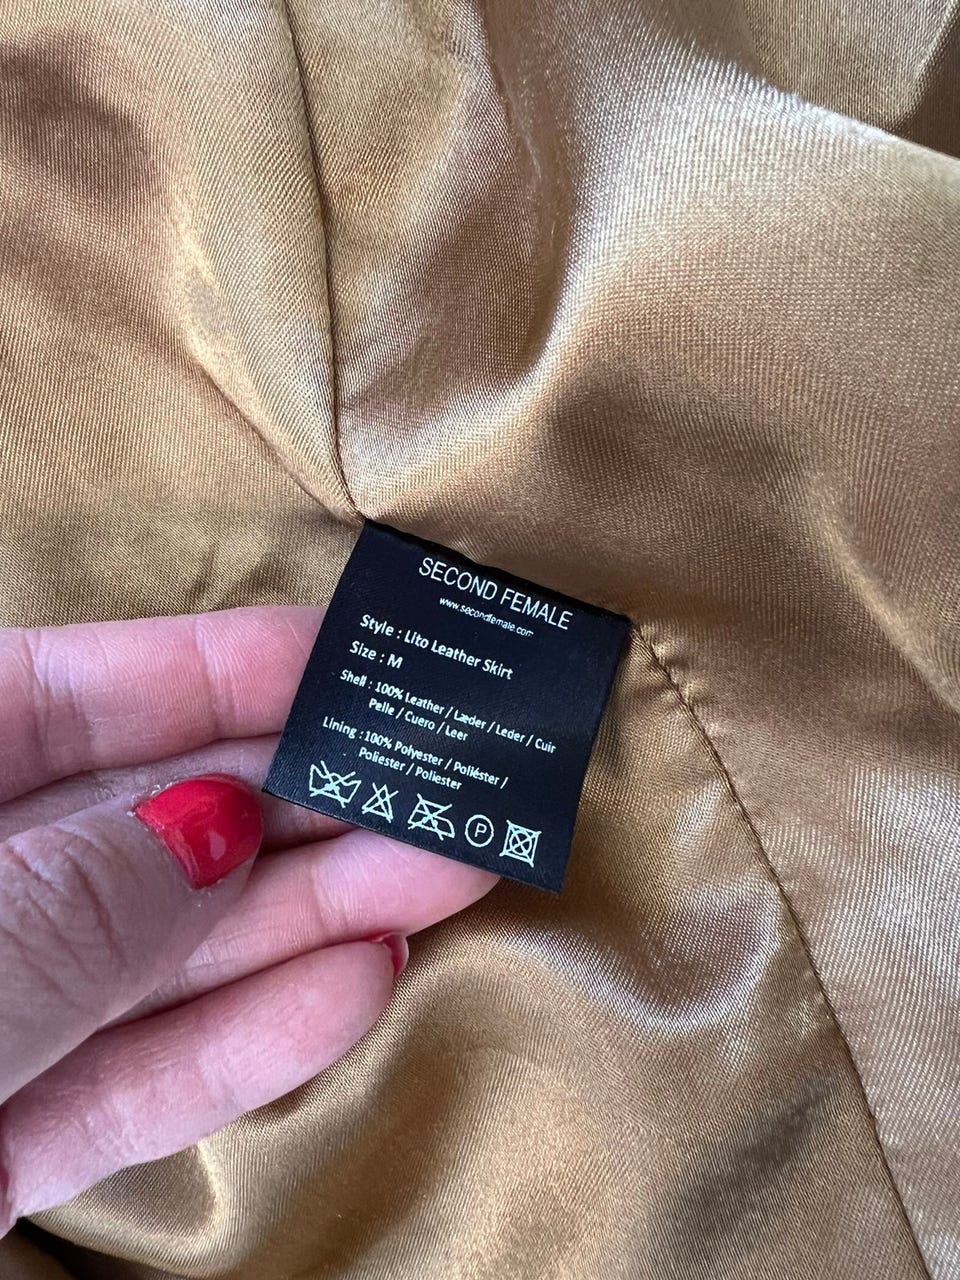 SECOND FEMALE
www.secondfemale.com
Style : Lito Leather Skirt
Size : M
Shell : 100% Leather / Læder / Leder / Cuir
Pelle / Cuero / Leer
Lining :100% Polyester / Poliéster /
Poliester / Poliester
P